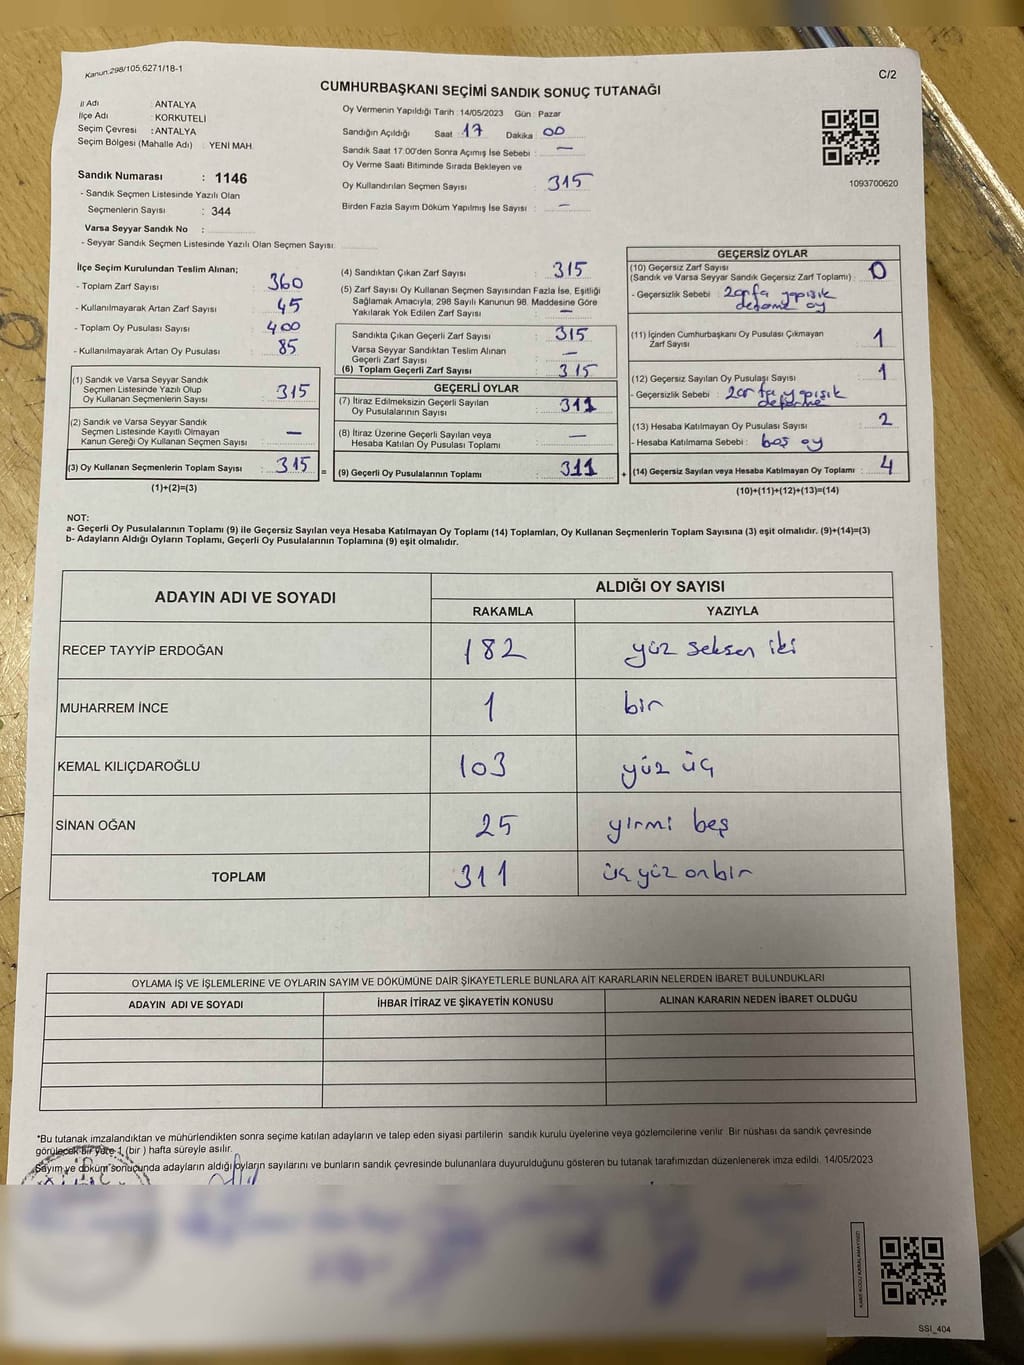 Kanun:298/105,6271/18-1
C/2
CUMHURBAŞKANI SEÇİMİ SANDIK SONUÇ TUTANAĞI
İl Adı : ANTALYA
İlçe Adı : KORKUTELİ
Seçim Çevresi : ANTALYA
Seçim Bölgesi (Mahalle Adı) : YENİ MAH.
Sandık Numarası : 1146
- Sandık Seçmen Listesinde Yazılı Olan
Seçmenlerin Sayısı : 344
Varsa Seyyar Sandık No :
- Seyyar Sandık Seçmen Listesinde Yazılı Olan Seçmen Sayısı:
Oy Vermenin Yapıldığı Tarih : 14/05/2023 Gün : Pazar
Sandığın Açıldığı Saat : 17 Dakika : 00
Sandık Saat 17:00'den Sonra Açımış İse Sebebi : —
Oy Verme Saati Bitiminde Sırada Bekleyen ve
Oy Kullandırılan Seçmen Sayısı : 315
Birden Fazla Sayım Döküm Yapılmış İse Sayısı : —
1093700620
İlçe Seçim Kurulundan Teslim Alınan;
- Toplam Zarf Sayısı : 360
- Kullanılmayarak Artan Zarf Sayısı : 45
- Toplam Oy Pusulası Sayısı : 400
- Kullanılmayarak Artan Oy Pusulası : 85
(1) Sandık ve Varsa Seyyar Sandık
Seçmen Listesinde Yazılı Olup
Oy Kullanan Seçmenlerin Sayısı : 315
(2) Sandık ve Varsa Seyyar Sandık
Seçmen Listesinde Kayıtlı Olmayan
Kanun Gereği Oy Kullanan Seçmen Sayısı : —
(3) Oy Kullanan Seçmenlerin Toplam Sayısı : 315 =
(1)+(2)=(3)
(4) Sandıktan Çıkan Zarf Sayısı : 315
(5) Zarf Sayısı Oy Kullanan Seçmen Sayısından Fazla İse, Eşitliği
Sağlamak Amacıyla; 298 Sayılı Kanunun 98. Maddesine Göre
Yakılarak Yok Edilen Zarf Sayısı : —
Sandıkta Çıkan Geçerli Zarf Sayısı : 315
Varsa Seyyar Sandıktan Teslim Alınan
Geçerli Zarf Sayısı : —
(6) Toplam Geçerli Zarf Sayısı : 315
GEÇERLİ OYLAR
(7) İtiraz Edilmeksizin Geçerli Sayılan
Oy Pusulalarının Sayısı : 311
(8) İtiraz Üzerine Geçerli Sayılan veya
Hesaba Katılan Oy Pusulası Toplamı : —
(9) Geçerli Oy Pusulalarının Toplamı : 311 +
GEÇERSİZ OYLAR
(10) Geçersiz Zarf Sayısı
(Sandık ve Varsa Seyyar Sandık Geçersiz Zarf Toplamı) : 0
- Geçersizlik Sebebi : zarfa yapışık
oy
(11) İçinden Cumhurbaşkanı Oy Pusulası Çıkmayan
Zarf Sayısı : 1
(12) Geçersiz Sayılan Oy Pusulası Sayısı : 1
- Geçersizlik Sebebi : zarfa yapışık
(13) Hesaba Katılmayan Oy Pusulası Sayısı : 2
- Hesaba Katılmama Sebebi : boş oy
(14) Geçersiz Sayılan veya Hesaba Katılmayan Oy Toplamı : 4
(10)+(11)+(12)+(13)=(14)
NOT:
a- Geçerli Oy Pusulalarının Toplamı (9) ile Geçersiz Sayılan veya Hesaba Katılmayan Oy Toplamı (14) Toplamları, Oy Kullanan Seçmenlerin Toplam Sayısına (3) eşit olmalıdır. (9)+(14)=(3)
b- Adayların Aldığı Oyların Toplamı, Geçerli Oy Pusulalarının Toplamına (9) eşit olmalıdır.
ADAYIN ADI VE SOYADI
ALDIĞI OY SAYISI
RAKAMLA YAZIYLA
RECEP TAYYİP ERDOĞAN 182 yüz seksen iki
MUHARREM İNCE 1 bir
KEMAL KILIÇDAROĞLU 103 yüz üç
SİNAN OĞAN 25 yirmi beş
TOPLAM 311 üç yüz onbir
OYLAMA İŞ VE İŞLEMLERİNE VE OYLARIN SAYIM VE DÖKÜMÜNE DAİR ŞİKAYETLERLE BUNLARA AİT KARARLARIN NELERDEN İBARET BULUNDUKLARI
ADAYIN ADI VE SOYADI İHBAR İTİRAZ VE ŞİKAYETİN KONUSU ALINAN KARARIN NEDEN İBARET OLDUĞU
*Bu tutanak imzalandıktan ve mühürlendikten sonra seçime katılan adayların ve talep eden siyasi partilerin sandık kurulu üyelerine veya gözlemcilerine verilir. Bir nüshası da sandık çevresinde
görülecek bir yere 1 (bir ) hafta süreyle asılır.
Sayım ve döküm sonucunda adayların aldığı oyların sayılarını ve bunların sandık çevresinde bulunanlara duyurulduğunu gösteren bu tutanak tarafımızdan düzenlenerek imza edildi. 14/05/2023
KARE KODU KARALAMAYINIZ!
SSI_404